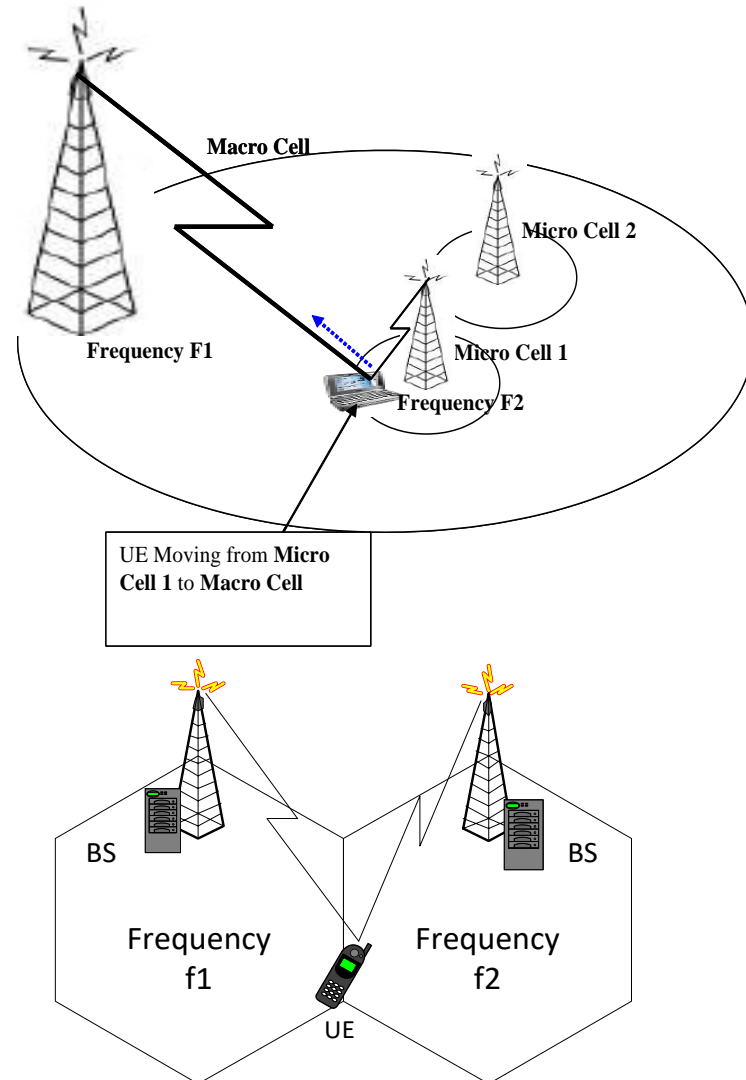 Macro Cell
Micro Cell 2
Frequency F1
Micro Cell 1
Frequency F2
UE Moving from Micro
Cell 1 to Macro Cell
BS
BS
Frequency
f1
Frequency
f2
UE